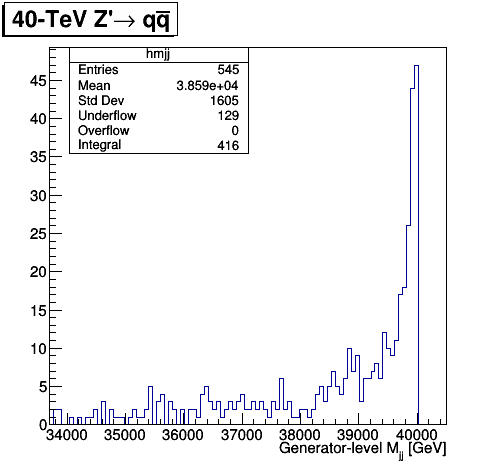 40-TeV Z'→ qq̅
hmjj
Entries 545
Mean 3.859e+04
Std Dev 1605
Underflow 129
Overflow 0
Integral 416
45
40
35
30
25
20
15
10
5
0
34000 35000 36000 37000 38000 39000 40000
Generator-level Mjj [GeV]